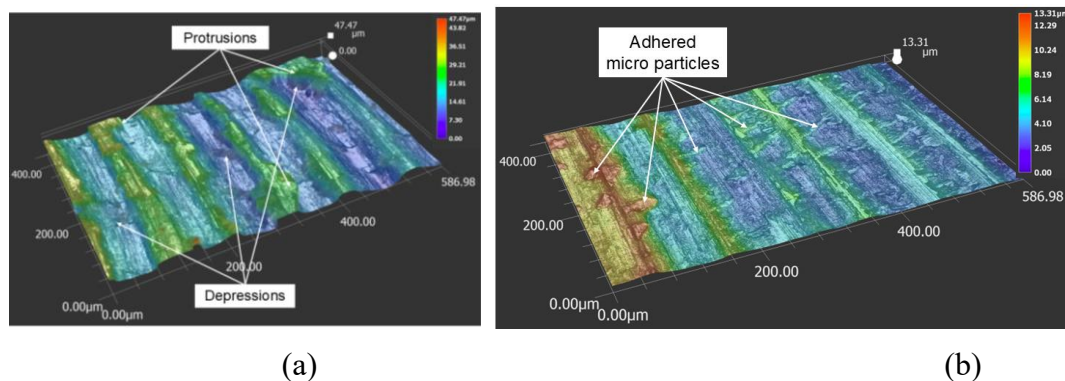 Protrusions
47.47
µm
0.00
47.47µm
43.82
36.51
29.21
21.91
14.61
7.30
0.00
400.00
200.00
0.00µm
0.00µm
200.00
400.00
586.98
Depressions
Adhered
micro particles
13.31
µm
13.31µm
12.29
10.24
8.19
6.14
4.10
2.05
0.00
400.00
200.00
0.00µm
0.00µm
200.00
400.00
586.98
(a)
(b)